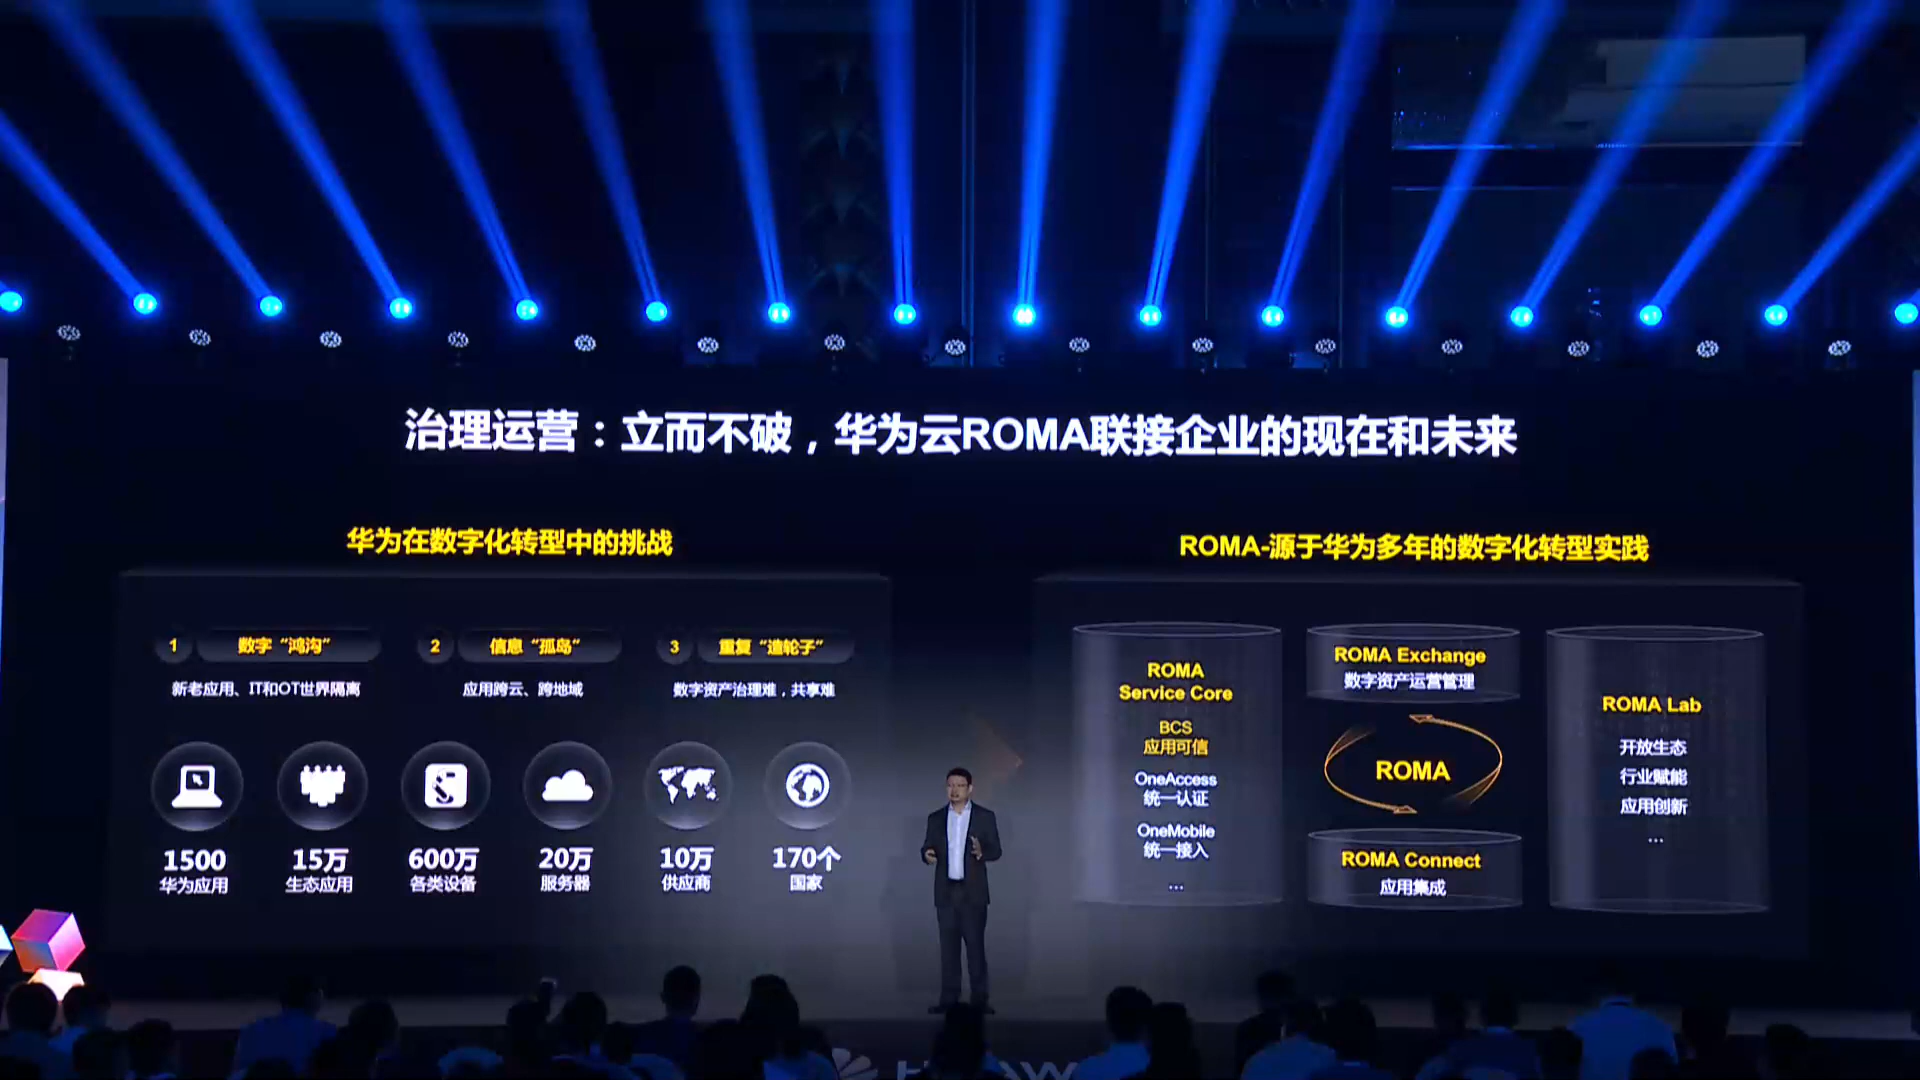 治理运营：立而不破，华为云ROMA联接企业的现在和未来
华为在数字化转型中的挑战
1 数字“鸿沟”
新老应用、IT和OT世界隔离
2 信息“孤岛”
应用跨云、跨地域
3 重复“造轮子”
数字资产治理难，共享难
1500
华为应用
15万
生态应用
600万
各类设备
20万
服务器
10万
供应商
170个
国家
ROMA-源于华为多年的数字化转型实践
ROMA
Service Core
BCS
应用可信
OneAccess
统一认证
OneMobile
统一接入
...
ROMA Exchange
数字资产运营管理
ROMA
ROMA Connect
应用集成
ROMA Lab
开放生态
行业赋能
应用创新
...